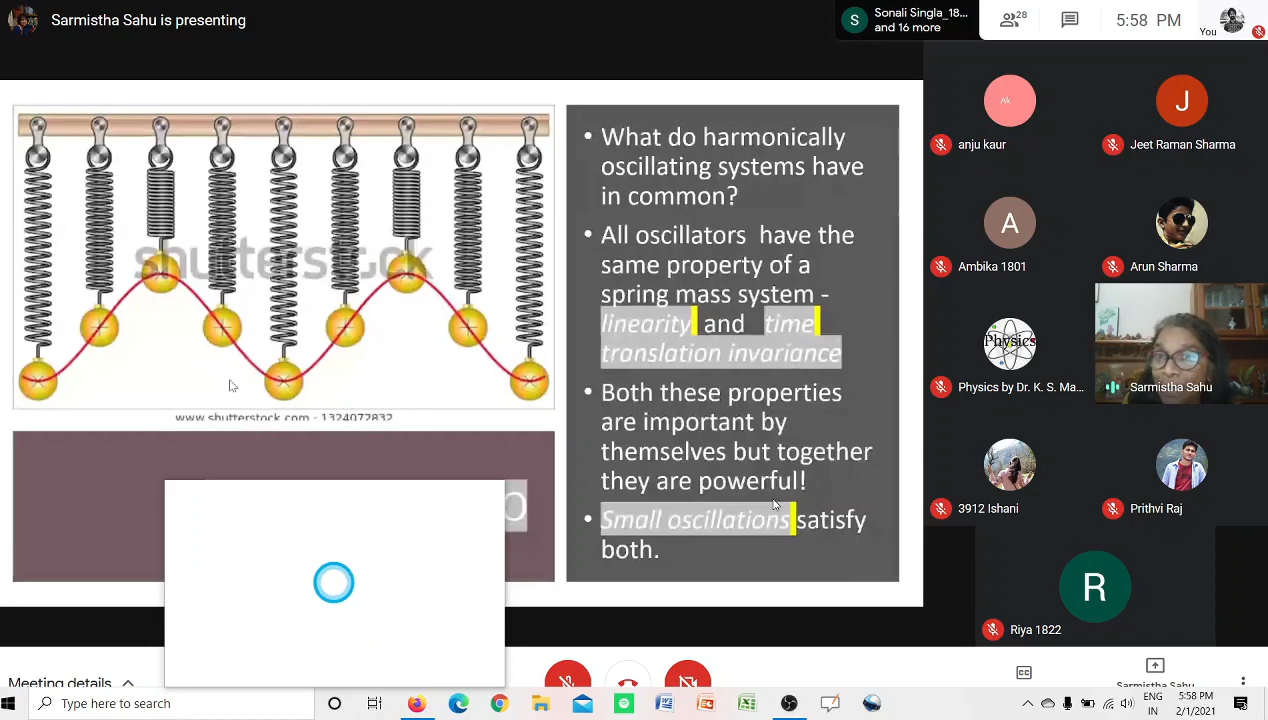 Sarmistha Sahu is presenting
S
Sonali Singla_18...
and 16 more
28
5:58 PM
You
shutterstock
www.shutterstock.com · 1324072832
• What do harmonically
oscillating systems have
in common?
• All oscillators have the
same property of a
spring mass system -
linearity and time
translation invariance
• Both these properties
are important by
themselves but together
they are powerful!
• Small oscillations satisfy
both.
Ak
anju kaur
J
Jeet Raman Sharma
A
Ambika 1801
Arun Sharma
Physics
Physics by Dr. K. S. Ma...
Sarmistha Sahu
3912 Ishani
Prithvi Raj
R
Riya 1822
Meeting details
Sarmistha Sahu
Type here to search
ENG
IN
5:58 PM
2/1/2021